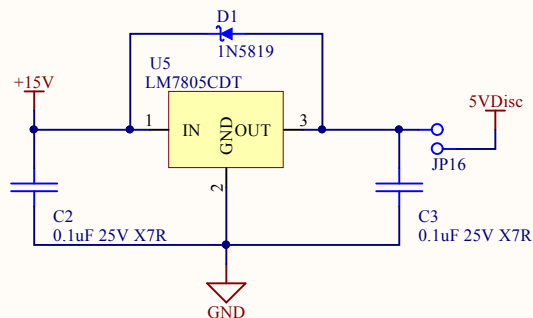 D1
1N5819
U5
LM7805CDT
+15V
5VDisc
1
IN
GND
OUT
3
2
JP16
C2
0.1uF 25V X7R
C3
0.1uF 25V X7R
GND